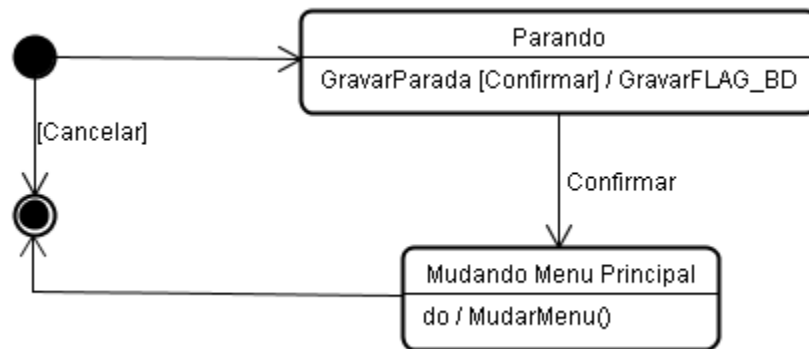 Parando
GravarParada [Confirmar] / GravarFLAG_BD
[Cancelar]
Confirmar
Mudando Menu Principal
do / MudarMenu()